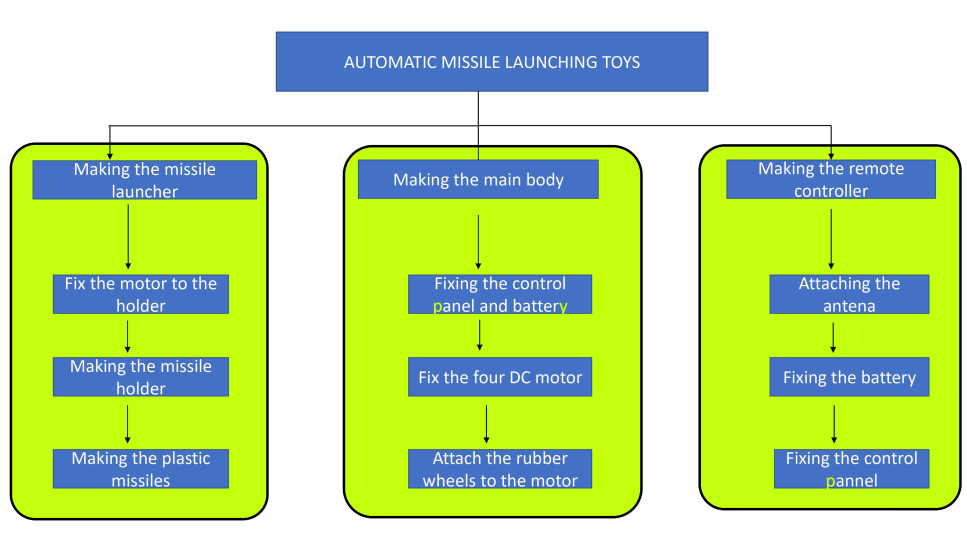 AUTOMATIC MISSILE LAUNCHING TOYS
Making the missile
launcher
Fix the motor to the
holder
Making the missile
holder
Making the plastic
missiles
Making the main body
Fixing the control
panel and battery
Fix the four DC motor
Attach the rubber
wheels to the motor
Making the remote
controller
Attaching the
antena
Fixing the battery
Fixing the control
pannel